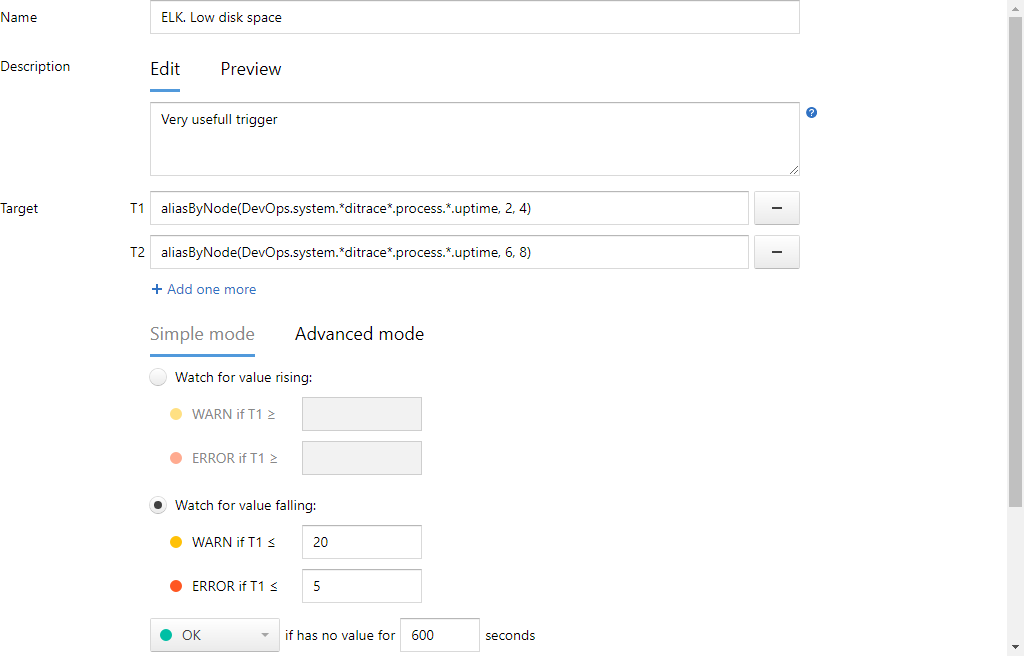 Name ELK. Low disk space
Description Edit Preview
Very usefull trigger
?
Target T1 aliasByNode(DevOps.system.*ditrace*.process.*.uptime, 2, 4) −
T2 aliasByNode(DevOps.system.*ditrace*.process.*.uptime, 6, 8) −
+ Add one more
Simple mode Advanced mode
Watch for value rising:
WARN if T1 ≥
ERROR if T1 ≥
Watch for value falling:
WARN if T1 ≤ 20
ERROR if T1 ≤ 5
OK if has no value for 600 seconds